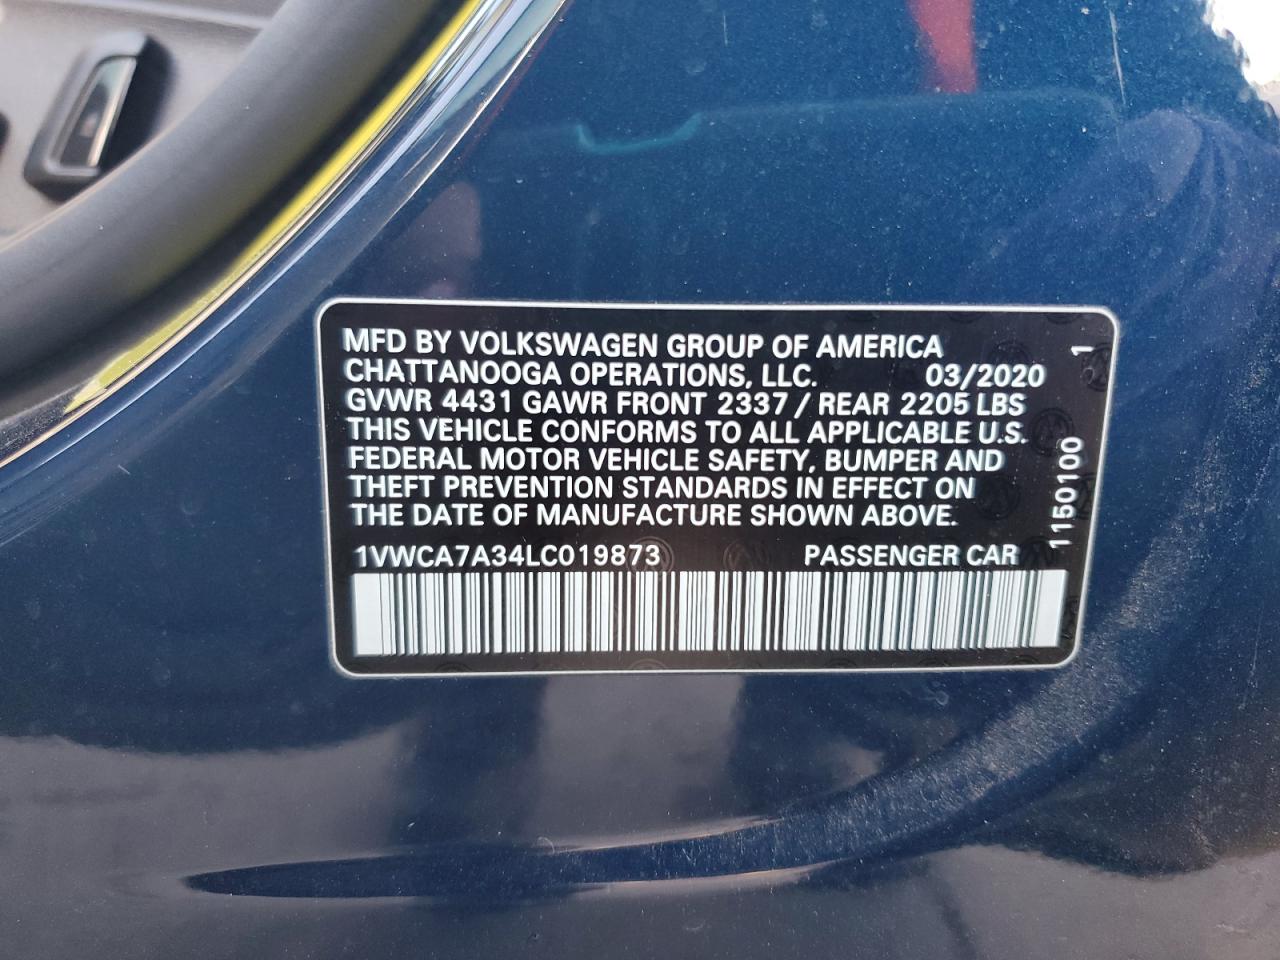 MFD BY VOLKSWAGEN GROUP OF AMERICA
CHATTANOOGA OPERATIONS, LLC. 03/2020
GVWR 4431 GAWR FRONT 2337 / REAR 2205 LBS
THIS VEHICLE CONFORMS TO ALL APPLICABLE U.S.
FEDERAL MOTOR VEHICLE SAFETY, BUMPER AND
THEFT PREVENTION STANDARDS IN EFFECT ON
THE DATE OF MANUFACTURE SHOWN ABOVE.
1VWCA7A34LC019873 PASSENGER CAR
1150100 1